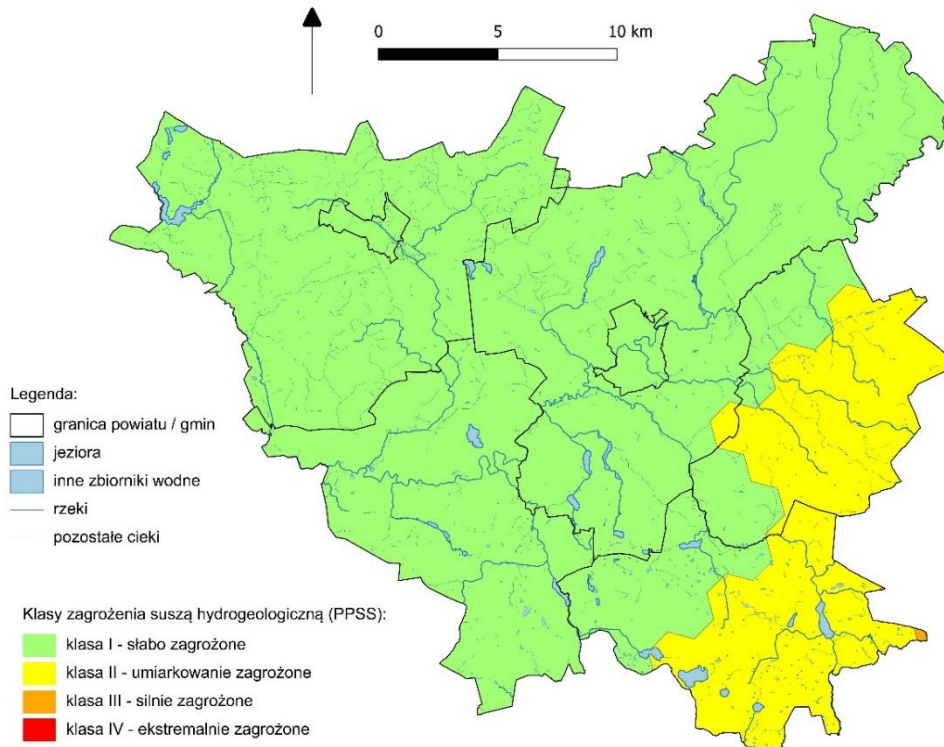 0 5 10 km
Legenda:
granica powiatu / gmin
jeziora
inne zbiorniki wodne
rzeki
pozostałe cieki
Klasy zagrożenia suszą hydrogeologiczną (PPSS):
klasa I - słabo zagrożone
klasa II - umiarkowanie zagrożone
klasa III - silnie zagrożone
klasa IV - ekstremalnie zagrożone